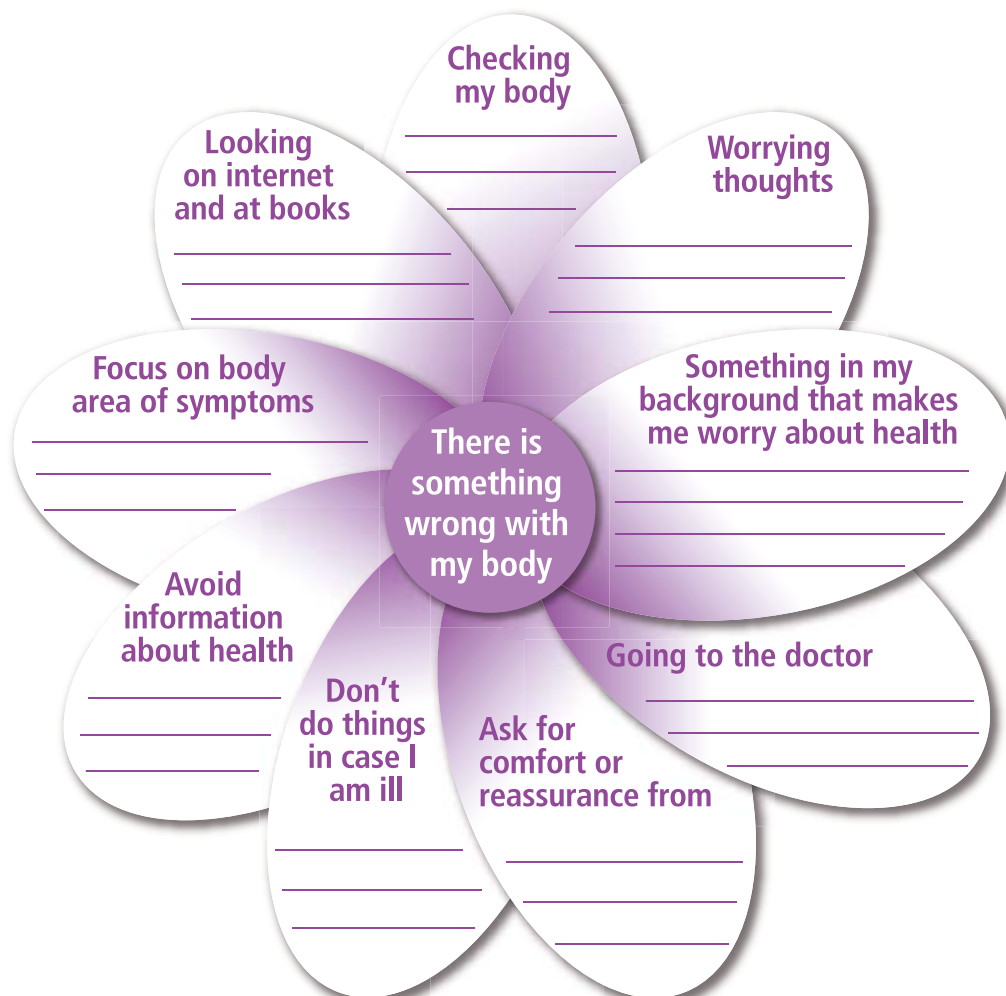 Checking
my body
Worrying
thoughts
Something in my
background that makes
me worry about health
Going to the doctor
Ask for
comfort or
reassurance from
Don't
do things
in case I
am ill
Avoid
information
about health
Focus on body
area of symptoms
Looking
on internet
and at books
There is
something
wrong with
my body